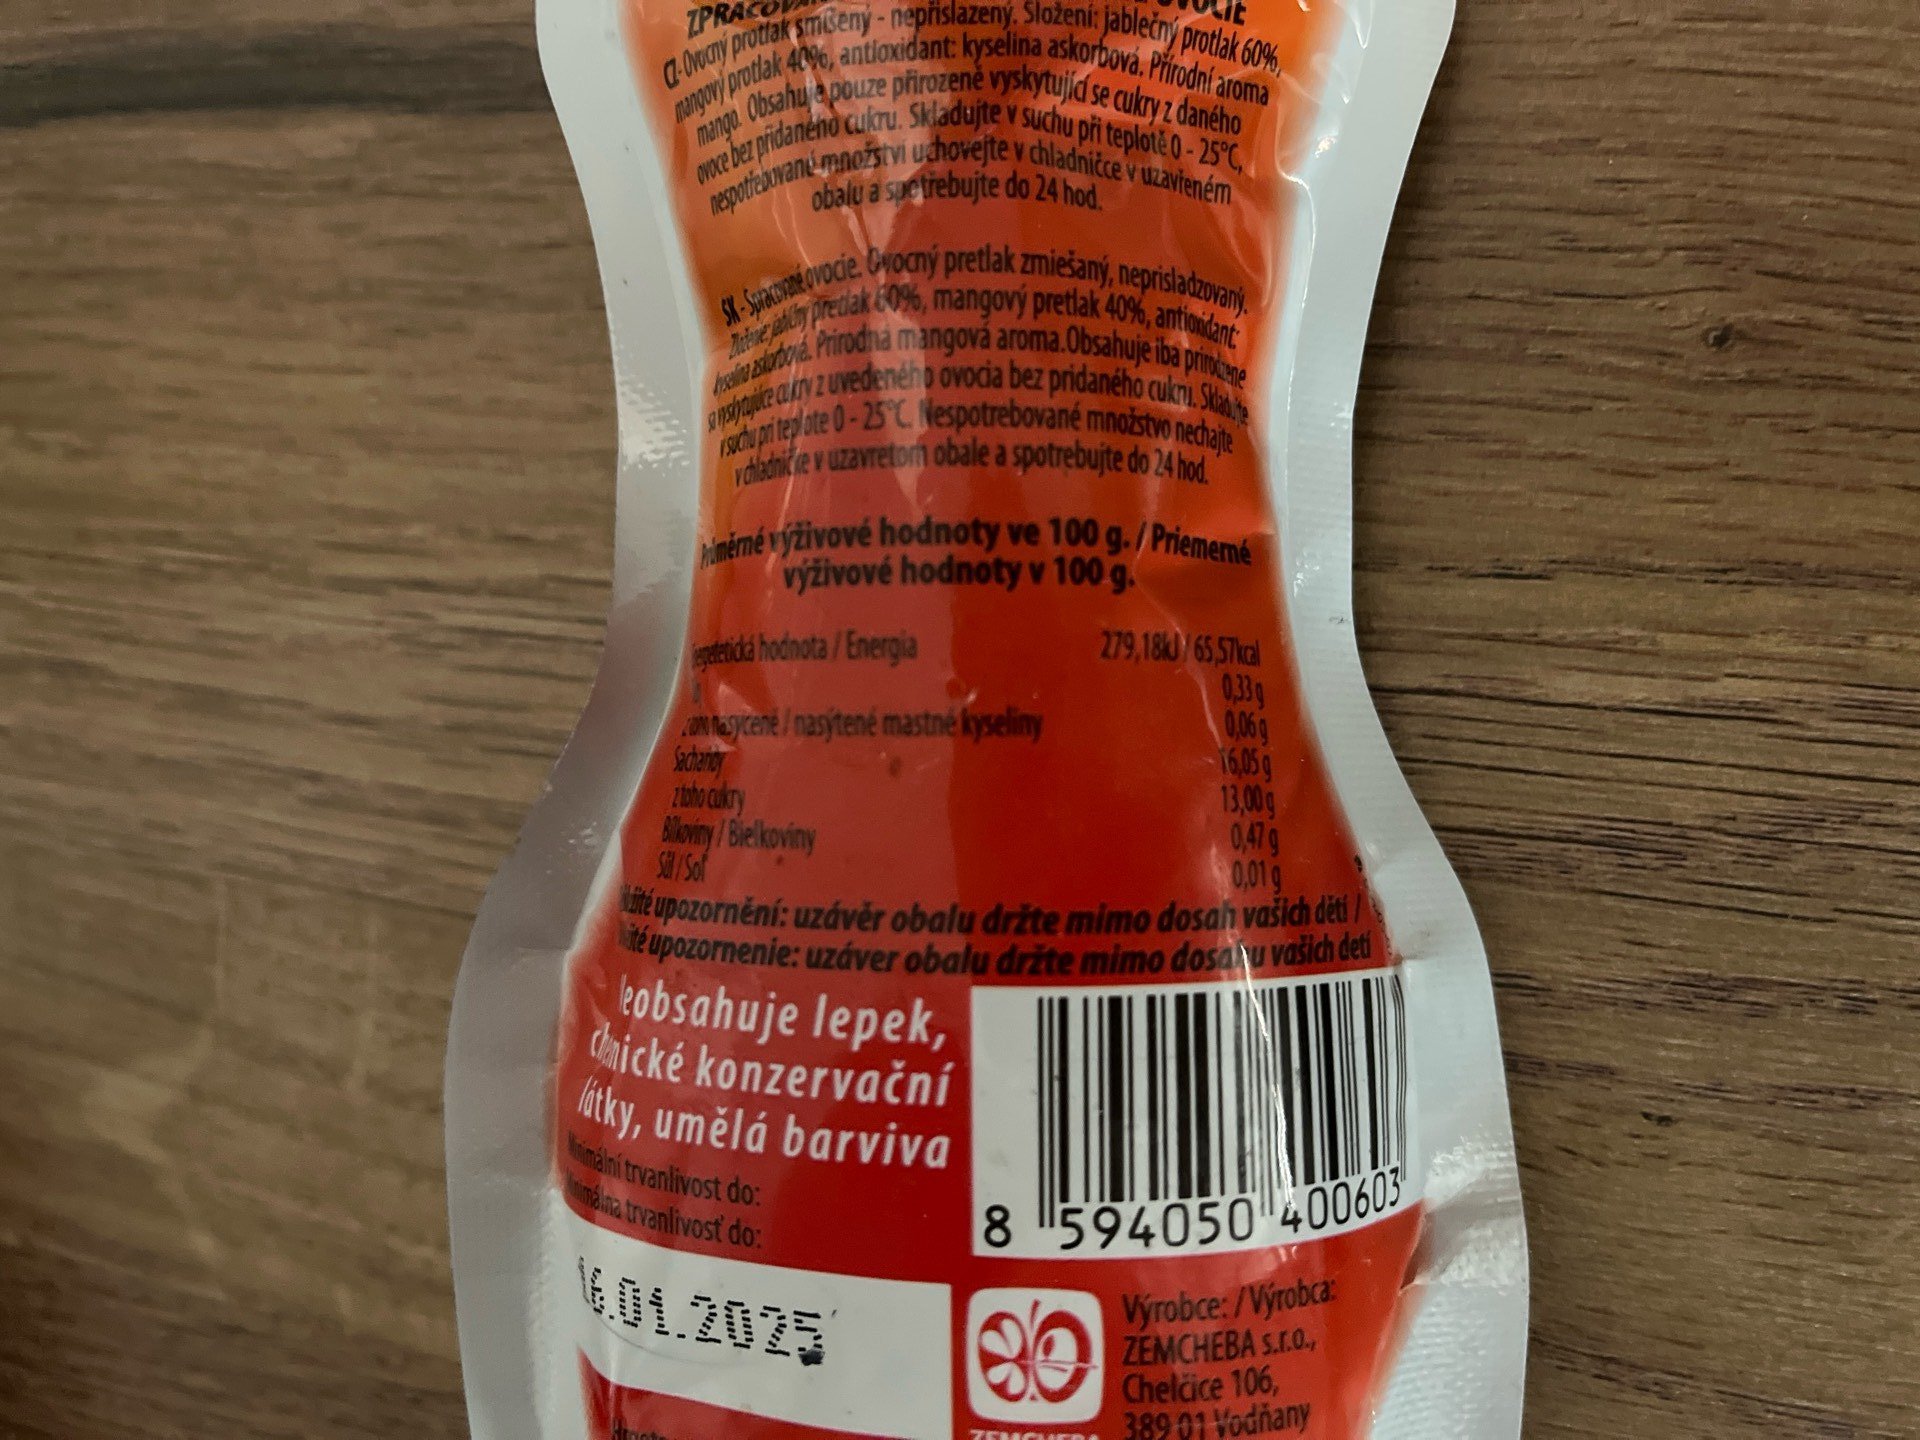 OVOCIE
CZ - Ovocný protlak smíšený - nepřislazený. Složení: jablečný protlak 60%,
mangový protlak 40%, antioxidant: kyselina askorbová. Přírodní aroma
mango. Obsahuje pouze přirozeně vyskytující se cukry z daného
ovoce bez přidaného cukru. Skladujte v suchu při teplotě 0 - 25°C,
nespotřebované množství uchovejte v chladničce v uzavřeném
obalu a spotřebujte do 24 hod.
SK - Spracované ovocie. Ovocný pretlak zmiešaný, neprisladzovaný.
Zloženie: jablčný pretlak 60%, mangový pretlak 40%, antioxidant:
kyselina askorbová. Prírodná mangová aroma.Obsahuje iba prirodzene
sa vyskytujúce cukry z uvedeného ovocia bez pridaného cukru. Skladujte
v suchu pri teplote 0 - 25°C. Nespotrebované množstvo nechajte
v chladničke v uzavretom obale a spotrebujte do 24 hod.
Průměrné výživové hodnoty ve 100 g. / Priemerné
výživové hodnoty v 100 g.
hodnota / Energia 279,18kJ / 65,57kcal
0,33 g
z toho nasycené / nasýtené mastné kyseliny 0,06 g
Sacharidy 16,05 g
z toho cukry 13,00 g
Bílkoviny / Bielkoviny 0,47 g
Sůl / Soľ 0,01 g
upozornění: uzávěr obalu držte mimo dosah vašich dětí /
upozornenie: uzáver obalu držte mimo dosahu vašich detí
Neobsahuje lepek,
chemické konzervační
látky, umělá barviva
Minimální trvanlivost do:
Minimálna trvanlivosť do:
.01.2025
8 594050 400603
Výrobce: / Výrobca:
ZEMCHEBA s.r.o.,
Chelčice 106,
389 01 Vodňany
ZEMCHEBA